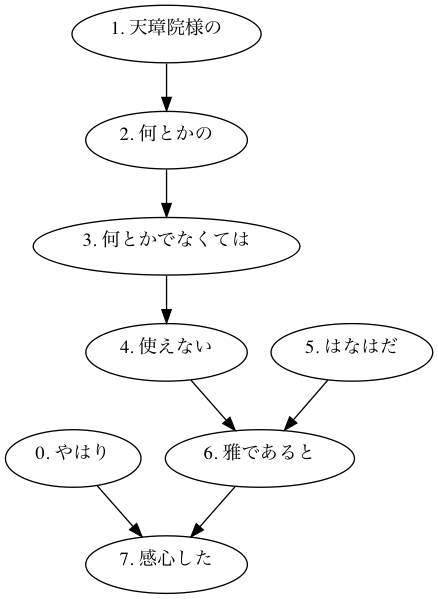 1. 天璋院様の
2. 何とかの
3. 何とかでなくては
4. 使えない
5. はなはだ
0. やはり
6. 雅であると
7. 感心した